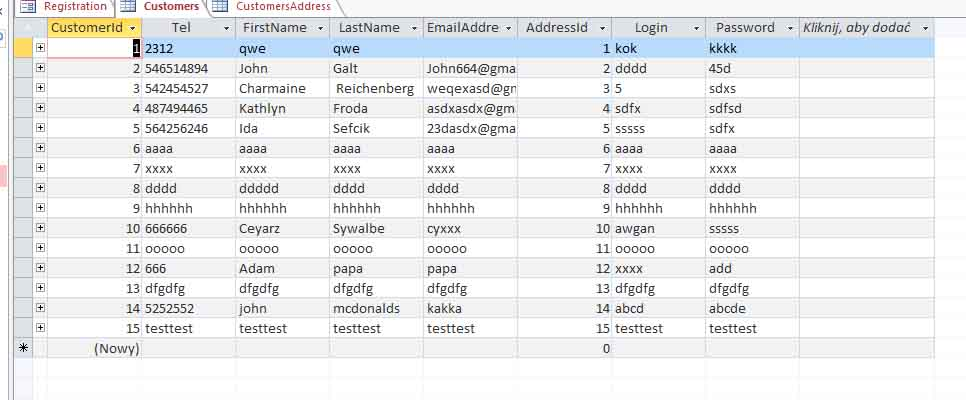 Registration Customers CustomersAddress
CustomerId Tel FirstName LastName EmailAddre AddressId Login Password Kliknij, aby dodać
1 2312 qwe qwe 1 kok kkkk
2 546514894 John Galt John664@gma 2 dddd 45d
3 542454527 Charmaine Reichenberg weqexasd@gn 3 5 sdxs
4 487494465 Kathlyn Froda asdxasdx@gm 4 sdfx sdfsd
5 564256246 Ida Sefcik 23dasdx@gma 5 sssss sdfx
6 aaaa aaaa aaaa aaaa 6 aaaa aaaa
7 xxxx xxxx xxxx xxxx 7 xxxx xxxx
8 dddd ddddd dddd dddd 8 dddd dddd
9 hhhhhh hhhhhh hhhhhh hhhhhh 9 hhhhhh hhhhhh
10 666666 Ceyarz Sywalbe cyxxx 10 awgan sssss
11 ooooo ooooo ooooo ooooo 11 ooooo ooooo
12 666 Adam papa papa 12 xxxx add
13 dfgdfg dfgdfg dfgdfg dfgdfg 13 dfgdfg dfgdfg
14 5252552 john mcdonalds kakka 14 abcd abcde
15 testtest testtest testtest testtest 15 testtest testtest
(Nowy) 0